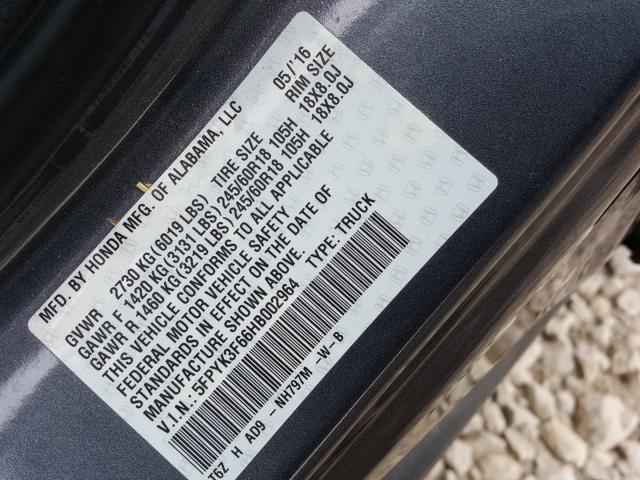 MFD. BY HONDA MFG. OF ALABAMA, LLC 05/'16
GVWR 2730 KG(6019 LBS) TIRE SIZE RIM SIZE
GAWR F 1420 KG(3131 LBS) 245/60R18 105H 18X8.0J
GAWR R 1460 KG(3219 LBS) 245/60R18 105H 18X8.0J
THIS VEHICLE CONFORMS TO ALL APPLICABLE
FEDERAL MOTOR VEHICLE SAFETY
STANDARDS IN EFFECT ON THE DATE OF
MANUFACTURE SHOWN ABOVE.
V.I.N.: 5FPYK3F66HB002964 TYPE: TRUCK
T6Z H AD9 - NH797M -W-B